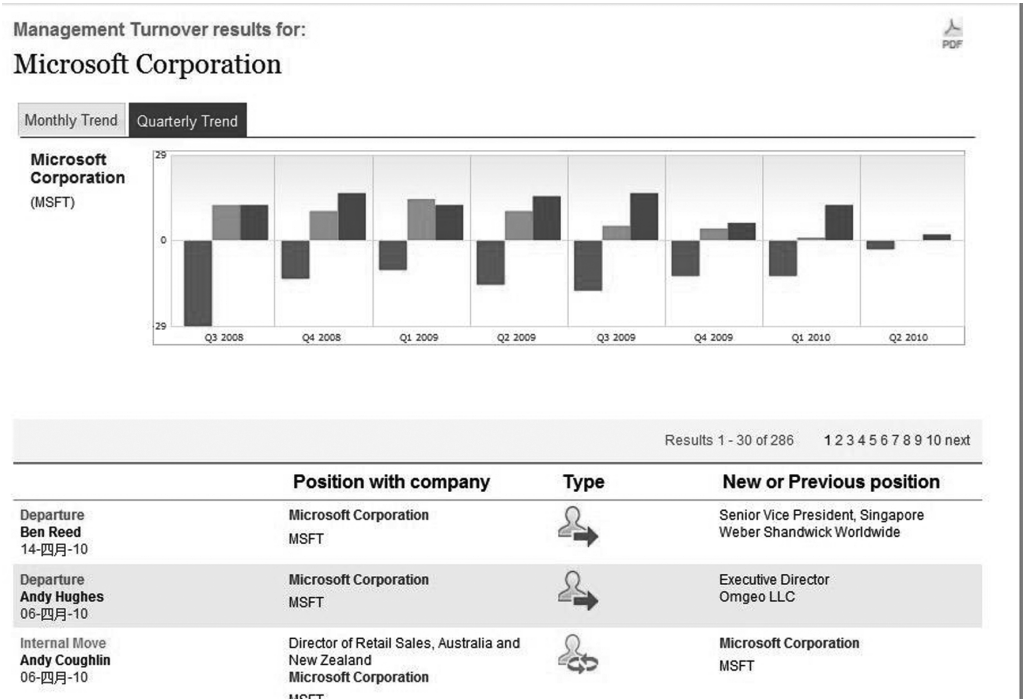 Management Turnover results for:
PDF
Microsoft Corporation
Monthly Trend Quarterly Trend
Microsoft
Corporation
(MSFT)
29
0
-29
Q3 2008 Q4 2008 Q1 2009 Q2 2009 Q3 2009 Q4 2009 Q1 2010 Q2 2010
Results 1 - 30 of 286 1 2 3 4 5 6 7 8 9 10 next
Position with company Type New or Previous position
Departure
Ben Reed
14-四月-10
Microsoft Corporation
MSFT
Senior Vice President, Singapore
Weber Shandwick Worldwide
Departure
Andy Hughes
06-四月-10
Microsoft Corporation
MSFT
Executive Director
Omgeo LLC
Internal Move
Andy Coughlin
06-四月-10
Director of Retail Sales, Australia and
New Zealand
Microsoft Corporation
MSFT
Microsoft Corporation
MSFT